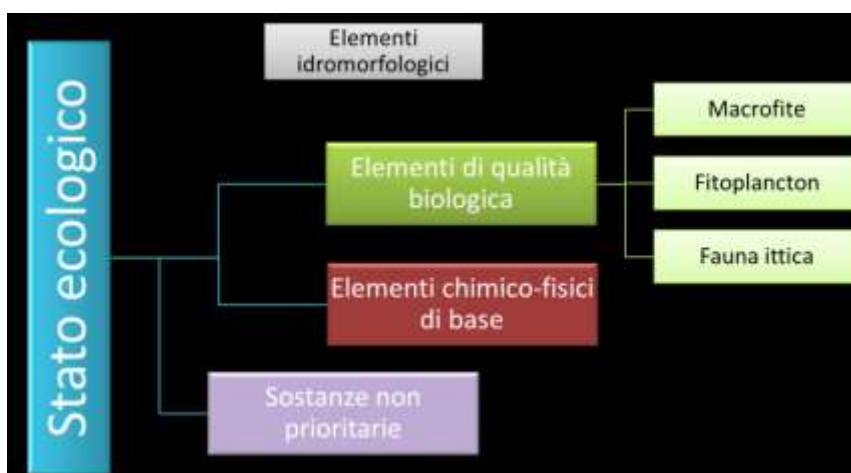 Stato ecologico
Elementi
idromorfologici
Elementi di qualità
biologica
Macrofite
Fitoplancton
Fauna ittica
Elementi chimico-fisici
di base
Sostanze non
prioritarie